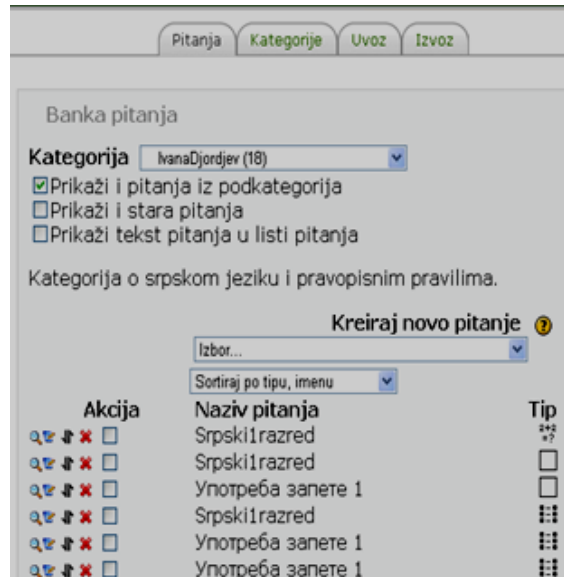 Pitanja Kategorije Uvoz Izvoz
Banka pitanja
Kategorija IvanaDjordjev (18)
Prikaži i pitanja iz podkategorija
Prikaži i stara pitanja
Prikaži tekst pitanja u listi pitanja
Kategorija o srpskom jeziku i pravopisnim pravilima.
Kreiraj novo pitanje ?
Izbor...
Sortiraj po tipu, imenu
Akcija Naziv pitanja Tip
Srpski1razred 2+2=?
Srpski1razred
Употреба запете 1
Srpski1razred
Употреба запете 1
Употреба запете 1